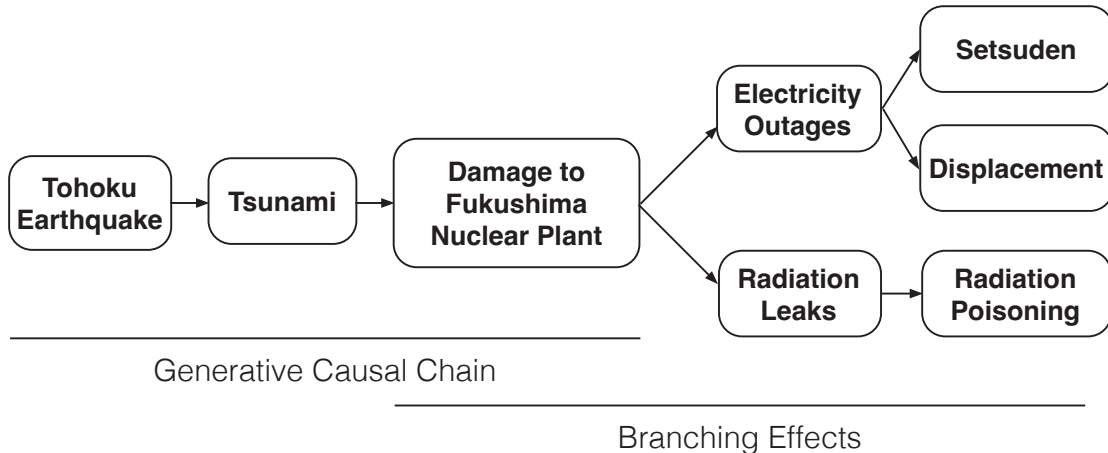 Tohoku
Earthquake
Tsunami
Damage to
Fukushima
Nuclear Plant
Electricity
Outages
Setsuden
Displacement
Radiation
Leaks
Radiation
Poisoning
Generative Causal Chain
Branching Effects